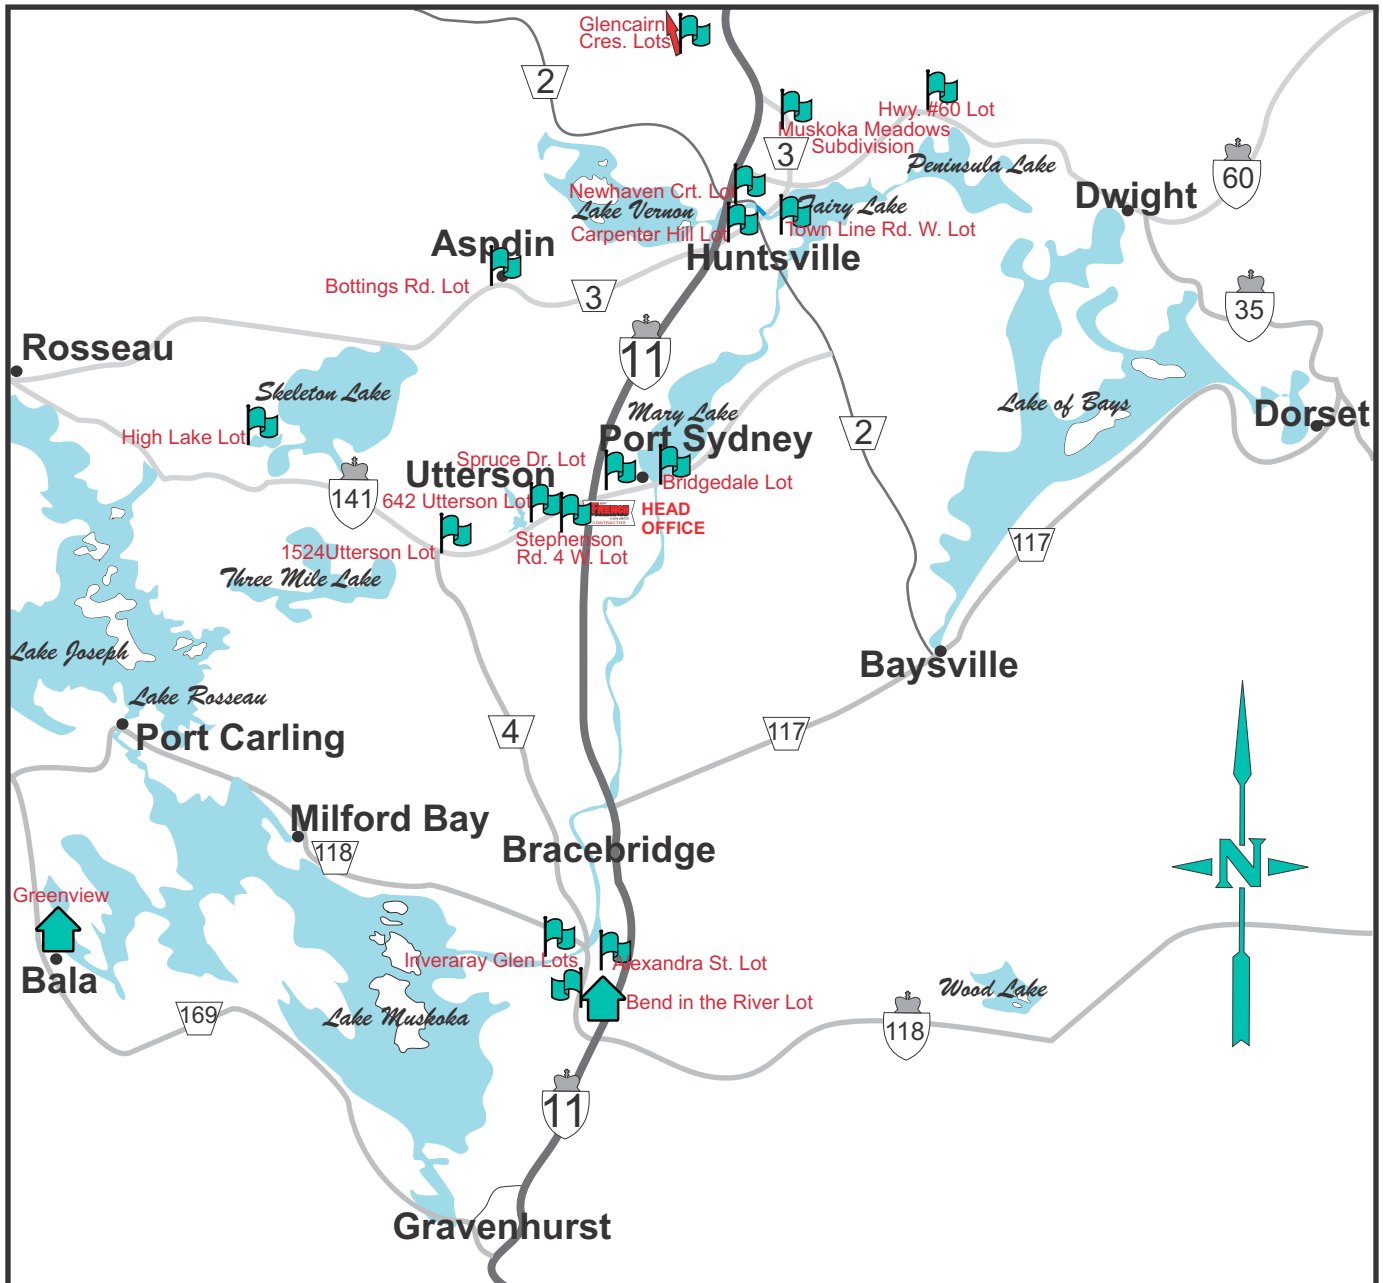 Glencairn
Cres. Lots
2
Hwy. #60 Lot
Muskoka Meadows
Subdivision
3
Peninsula Lake
60
Newhaven Crt. Lot
Dwight
Lake Vernon
Fairy Lake
Carpenter Hill Lot
Town Line Rd. W. Lot
Aspdin
Huntsville
Bottings Rd. Lot
3
35
Rosseau
11
Skeleton Lake
Lake of Bays
Mary Lake
Dorset
High Lake Lot
Port Sydney
2
Spruce Dr. Lot
Utterson
Bridgedale Lot
141
642 Utterson Lot
FRENCH
CONTRACTOR
HEAD
OFFICE
Stephenson
Rd. 4 W. Lot
1524Utterson Lot
117
Three Mile Lake
Lake Joseph
Baysville
Lake Rosseau
Port Carling
4
117
Milford Bay
118
Bracebridge
N
Greenview
Inveraray Glen Lots
Alexandra St. Lot
Bala
Wood Lake
Bend in the River Lot
169
Lake Muskoka
118
11
Gravenhurst